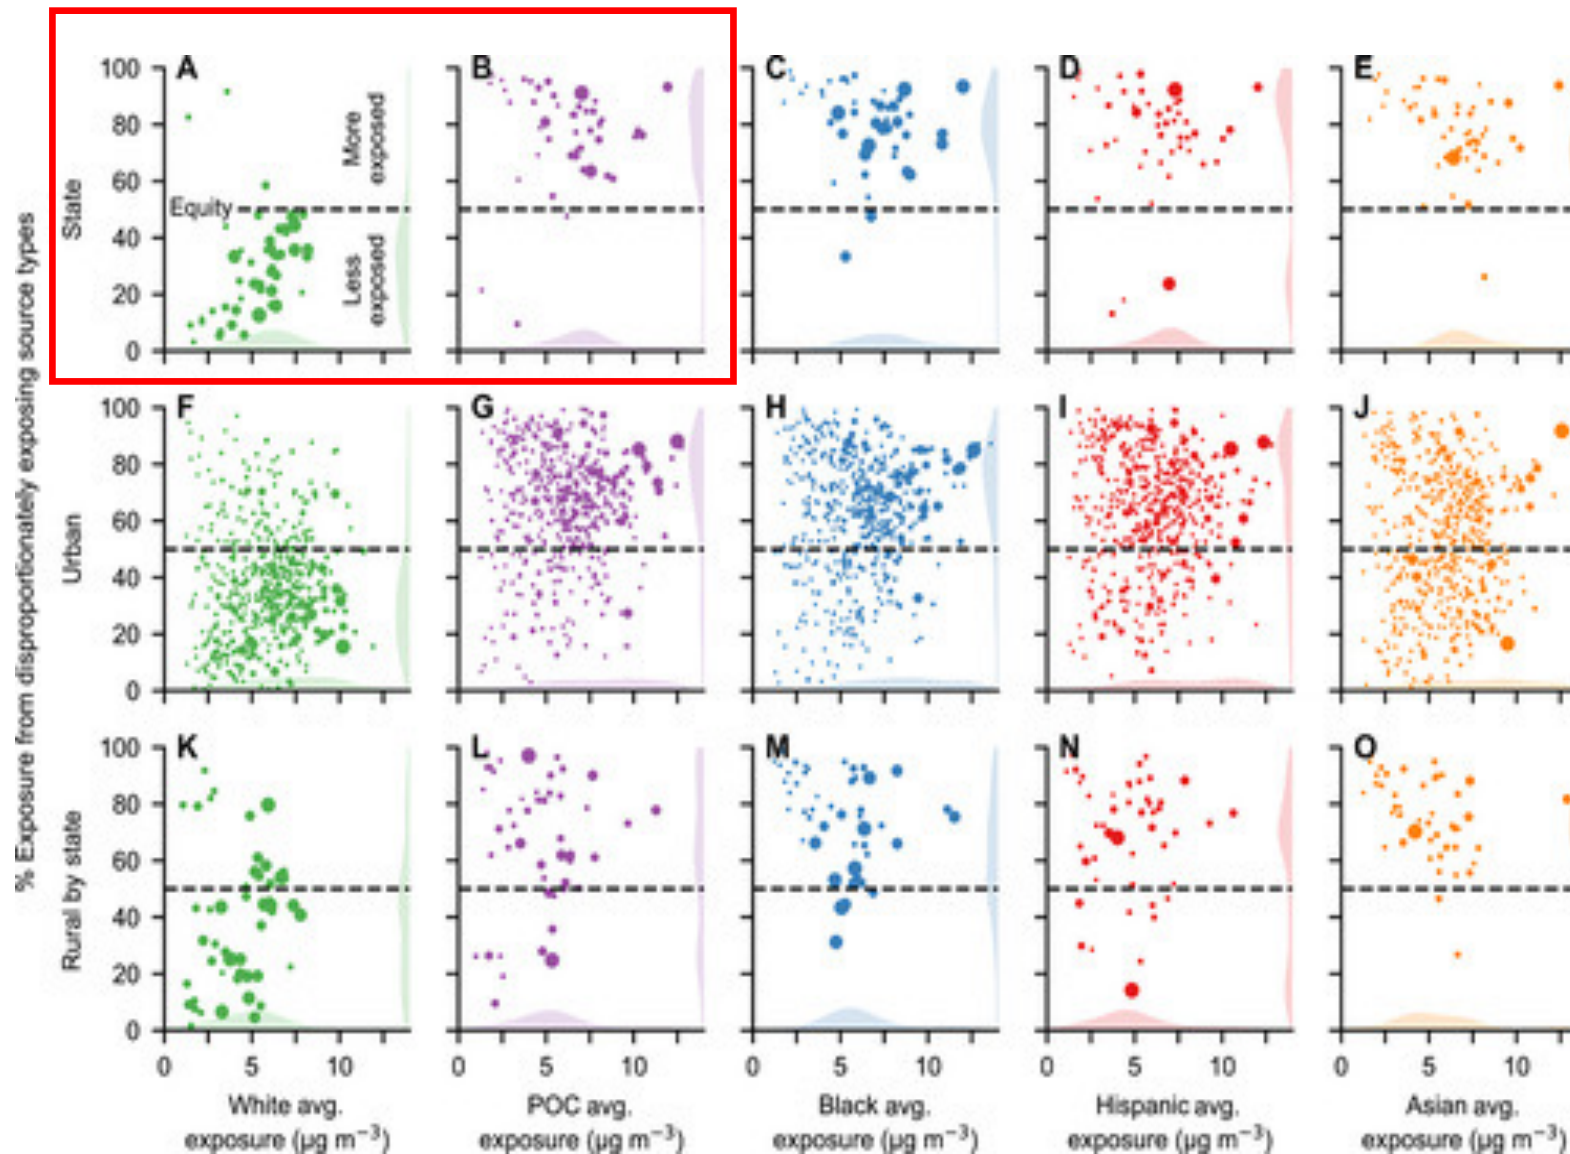 % Exposure from disproportionately exposing source types
State
A
B
C
D
E
100
80
60
40
20
0
More
exposed
Equity
Less
exposed
Urban
F
G
H
I
J
100
80
60
40
20
0
Rural by state
K
L
M
N
O
100
80
60
40
20
0
0 5 10
0 5 10
0 5 10
0 5 10
0 5 10
White avg.
exposure (µg m⁻³)
POC avg.
exposure (µg m⁻³)
Black avg.
exposure (µg m⁻³)
Hispanic avg.
exposure (µg m⁻³)
Asian avg.
exposure (µg m⁻³)